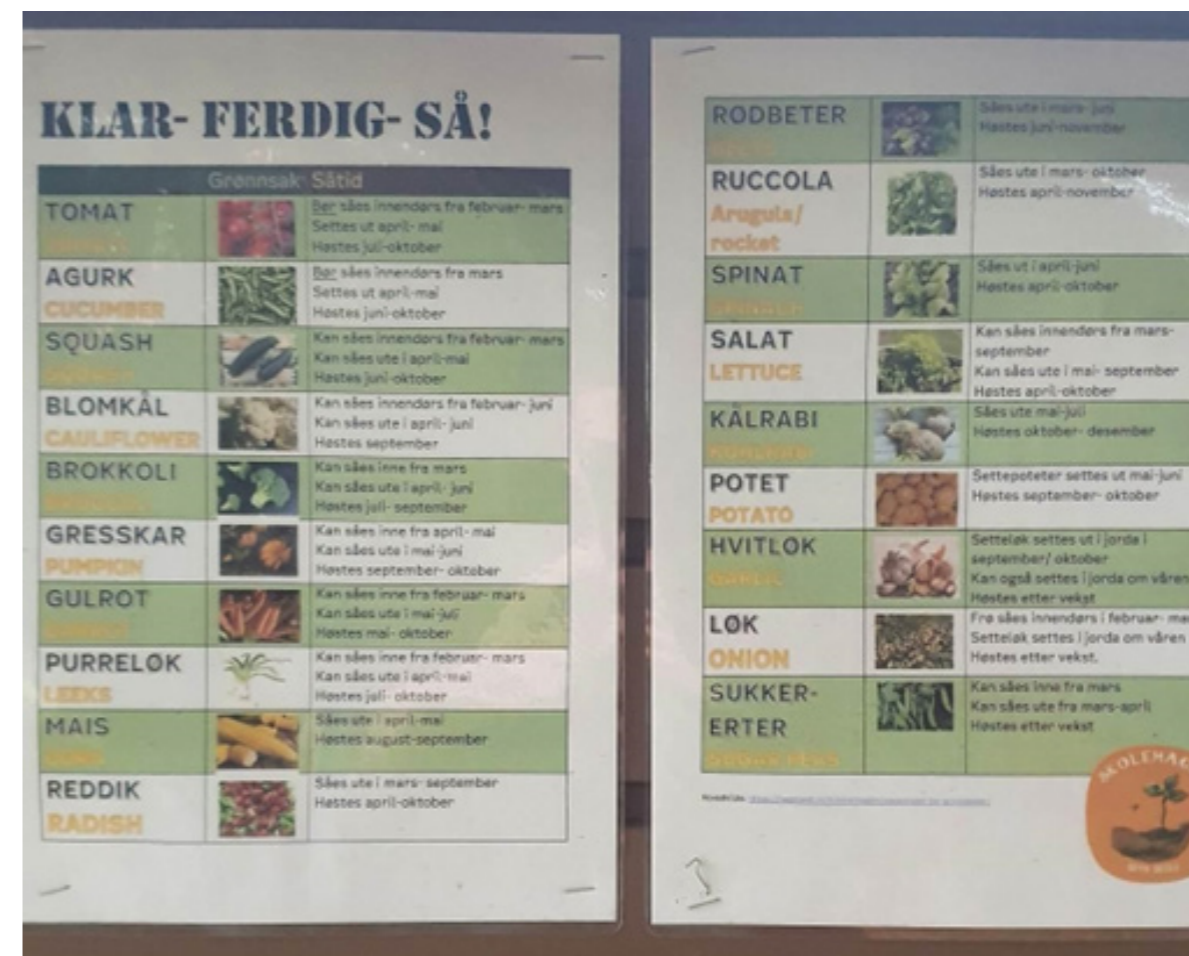 KLAR- FERDIG- SÅ!
Grønnsak Såtid
TOMAT
Bør såes innendørs fra februar- mars
Settes ut april- mai
Høstes juli-oktober
AGURK
CUCUMBER
Bør såes innendørs fra mars
Settes ut april-mai
Høstes juni-oktober
SQUASH
Kan såes innendørs fra februar- mars
Kan såes ute i april-mai
Høstes juni-oktober
BLOMKÅL
CAULIFLOWER
Kan såes innendørs fra februar- juni
Kan såes ute i april- juni
Høstes september
BROKKOLI
Kan såes inne fra mars
Kan såes ute i april- juni
Høstes juli- september
GRESSKAR
PUMPKIN
Kan såes inne fra april- mai
Kan såes ute i mai-juni
Høstes september- oktober
GULROT
Kan såes inne fra februar- mars
Kan såes ute i mai-juli
Høstes mai- oktober
PURRELØK
LEEKS
Kan såes inne fra februar- mars
Kan såes ute i april-mai
Høstes juli- oktober
MAIS
Såes ute i april-mai
Høstes august-september
REDDIK
RADISH
Såes ute i mars- september
Høstes april-oktober
RØDBETER
Såes ute i mars- juni
Høstes juni-november
RUCCOLA
Arugula/
rocket
Såes ute i mars- oktober
Høstes april-november
SPINAT
Såes ut i april-juni
Høstes april-oktober
SALAT
LETTUCE
Kan såes innendørs fra mars-
september
Kan såes ute i mai- september
Høstes april-oktober
KÅLRABI
Såes ute mai-juli
Høstes oktober- desember
POTET
POTATO
Settepoteter settes ut mai-juni
Høstes september- oktober
HVITLØK
GARLIC
Setteløk settes ut i jorda i
september/ oktober
Kan også settes i jorda om våren
Høstes etter vekst
LØK
ONION
Frø såes innendørs i februar- mar
Setteløk settes i jorda om våren
Høstes etter vekst.
SUKKER-
ERTER
SUGAR PEAS
Kan såes inne fra mars
Kan såes ute fra mars-april
Høstes etter vekst
SKOLEHAG